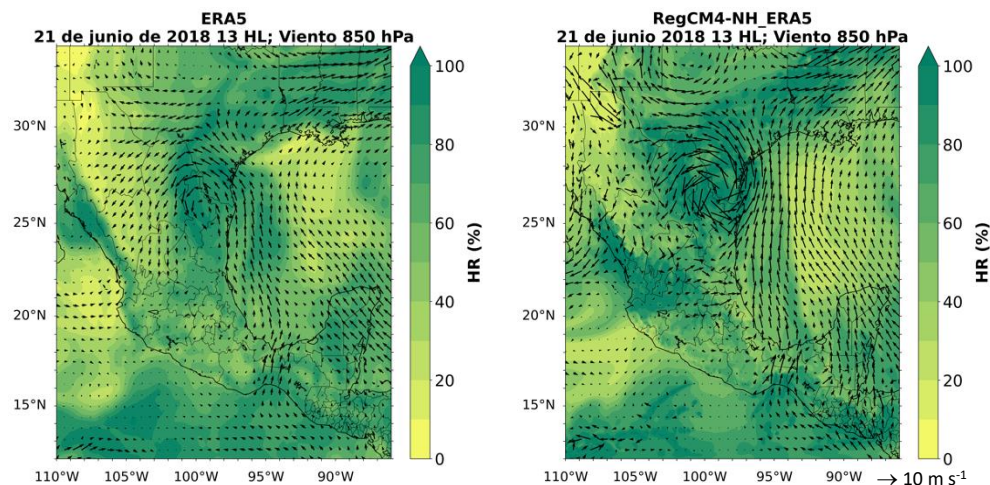 ERA5
21 de junio de 2018 13 HL; Viento 850 hPa
30°N
25°N
20°N
15°N
110°W 105°W 100°W 95°W 90°W
100
80
60
40
20
0
HR (%)
RegCM4-NH_ERA5
21 de junio 2018 13 HL; Viento 850 hPa
30°N
25°N
20°N
15°N
110°W 105°W 100°W 95°W 90°W
100
80
60
40
20
0
HR (%)
→ 10 m s⁻¹